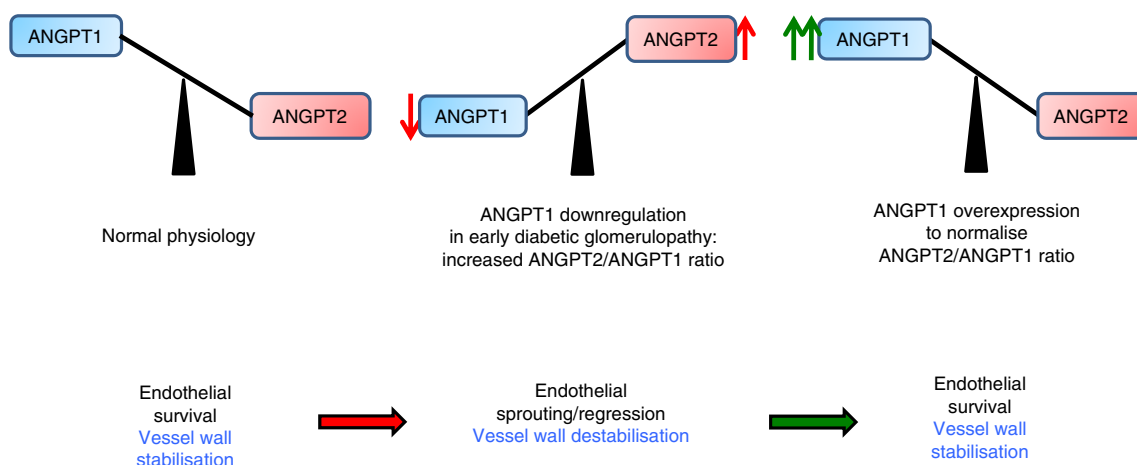 ANGPT1
ANGPT2
ANGPT2
ANGPT1
ANGPT1
ANGPT2
Normal physiology
ANGPT1 downregulation
in early diabetic glomerulopathy:
increased ANGPT2/ANGPT1 ratio
ANGPT1 overexpression
to normalise
ANGPT2/ANGPT1 ratio
Endothelial
survival
Vessel wall
stabilisation
Endothelial
sprouting/regression
Vessel wall destabilisation
Endothelial
survival
Vessel wall
stabilisation